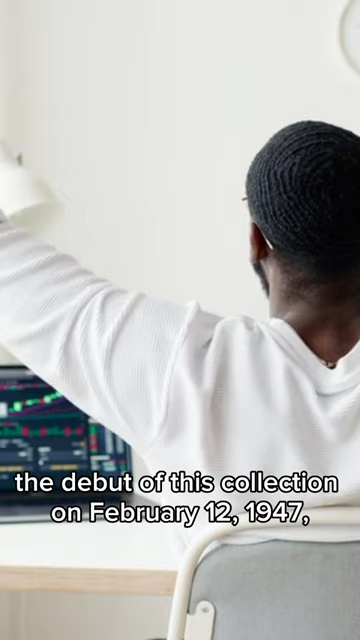 the debut of this collection
on February 12, 1947,